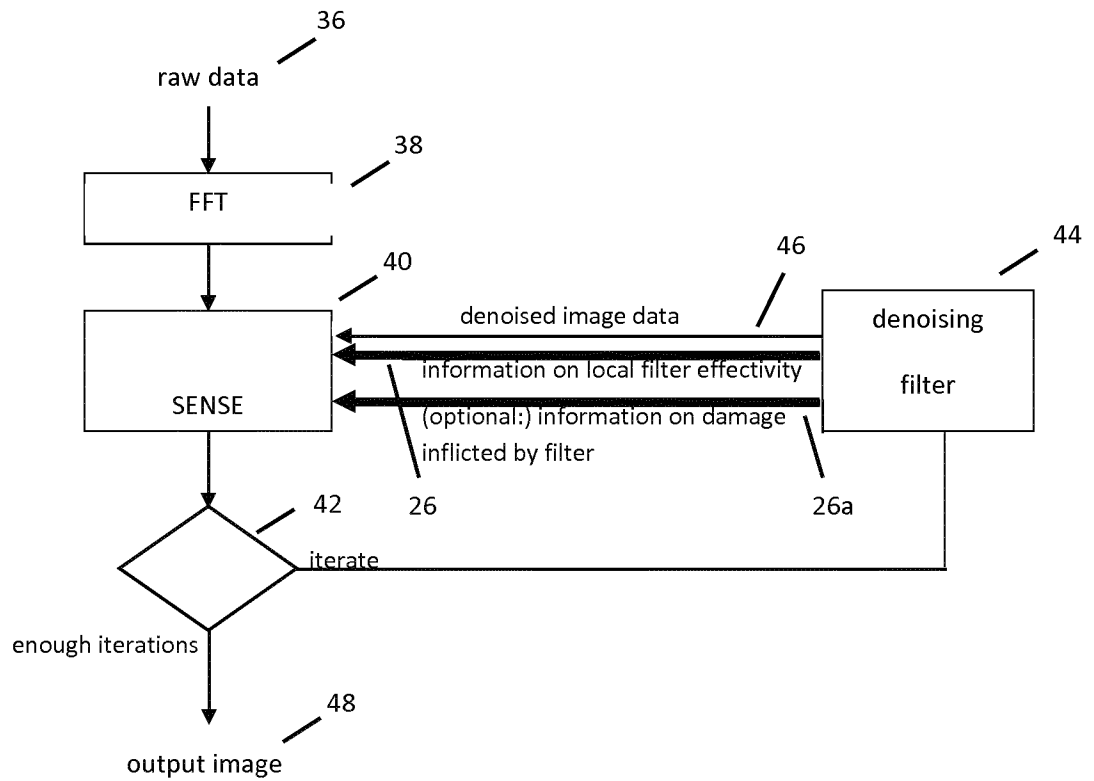 36
raw data
38
FFT
40
46
44
denoised image data
denoising
information on local filter effectivity
filter
SENSE
(optional:) information on damage
inflicted by filter
26
26a
42
iterate
enough iterations
48
output image